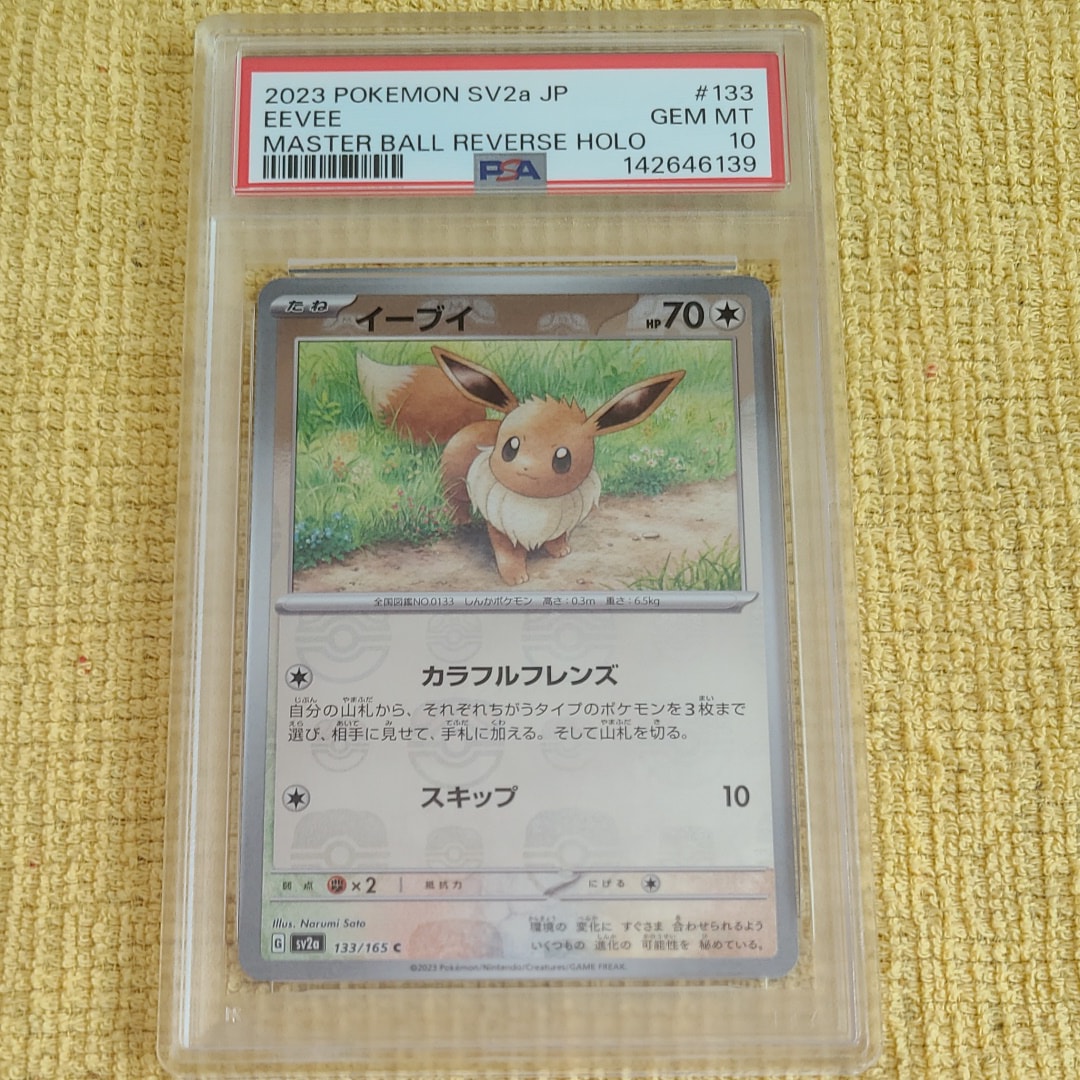 2023 POKEMON SV2a JP #133
EEVEE GEM MT
MASTER BALL REVERSE HOLO 10
PSA 142646139
たね イーブイ HP70
全国図鑑NO.0133 しんかポケモン 高さ:0.3m 重さ:6.5kg
カラフルフレンズ
自分の山札から、それぞれちがうタイプのポケモンを3枚まで
選び、相手に見せて、手札に加える。そして山札を切る。
スキップ 10
弱点 ×2 抵抗力 にげる
Illus. Narumi Sato
環境の 変化に すぐさま 合わせられるよう
いくつもの 進化の 可能性を 秘めている。
G sv2a 133/165 C
©2023 Pokémon/Nintendo/Creatures/GAME FREAK.